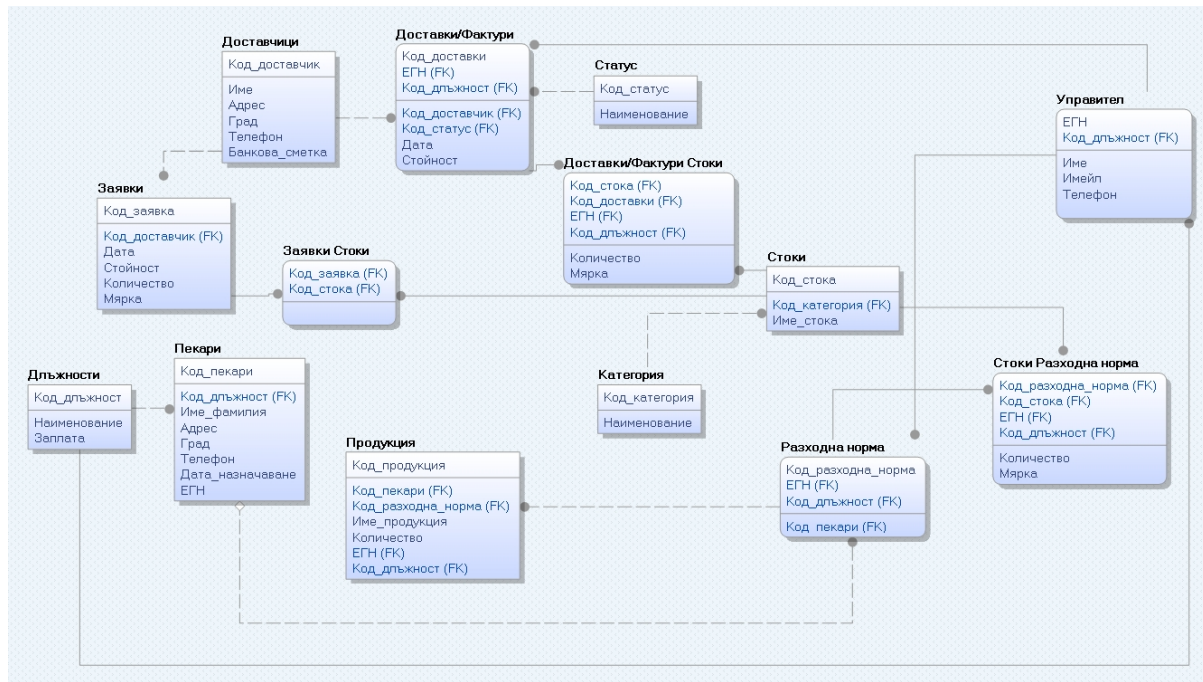 Доставчици
Код_доставчик
Име
Адрес
Град
Телефон
Банкова_сметка
Доставки/Фактури
Код_доставки
ЕГН (FK)
Код_длъжност (FK)
Код_доставчик (FK)
Код_статус (FK)
Дата
Стойност
Статус
Код_статус
Наименование
Управител
ЕГН
Код_длъжност (FK)
Име
Имейл
Телефон
Доставки/Фактури Стоки
Код_стока (FK)
Код_доставки (FK)
ЕГН (FK)
Код_длъжност (FK)
Количество
Мярка
Заявки
Код_заявка
Код_доставчик (FK)
Дата
Стойност
Количество
Мярка
Заявки Стоки
Код_заявка (FK)
Код_стока (FK)
Стоки
Код_стока
Код_категория (FK)
Име_стока
Длъжности
Код_длъжност
Наименование
Заплата
Пекари
Код_пекари
Код_длъжност (FK)
Име_фамилия
Адрес
Град
Телефон
Дата_назначаване
ЕГН
Категория
Код_категория
Наименование
Стоки Разходна норма
Код_разходна_норма (FK)
Код_стока (FK)
ЕГН (FK)
Код_длъжност (FK)
Количество
Мярка
Продукция
Код_продукция
Код_пекари (FK)
Код_разходна_норма (FK)
Име_продукция
Количество
ЕГН (FK)
Код_длъжност (FK)
Разходна норма
Код_разходна_норма
ЕГН (FK)
Код_длъжност (FK)
Код_пекари (FK)